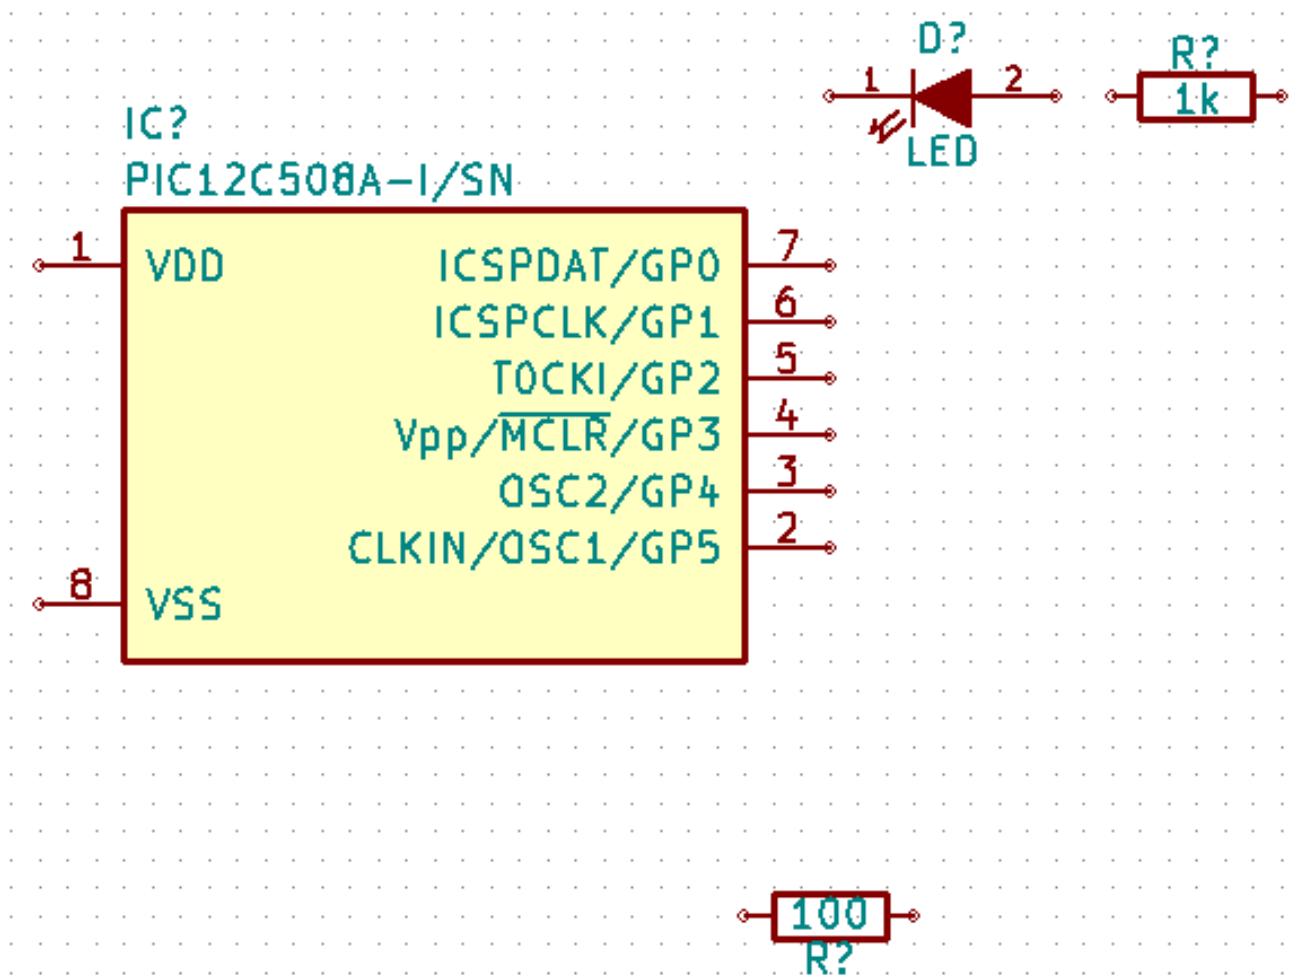 D?
1 2
LED
R?
1k
IC?
PIC12C508A-I/SN
1 VDD
ICSPDAT/GP0 7
ICSPCLK/GP1 6
T0CKI/GP2 5
Vpp/MCLR/GP3 4
OSC2/GP4 3
CLKIN/OSC1/GP5 2
8 VSS
100
R?